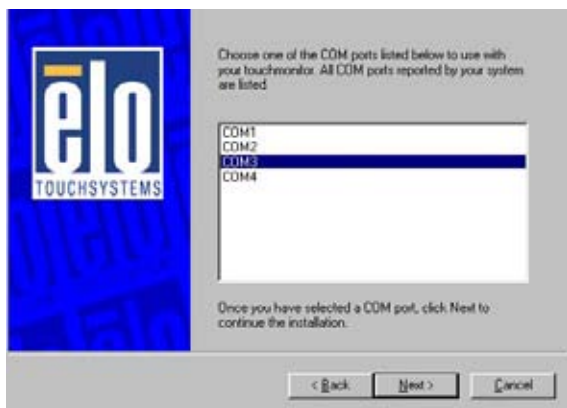 elo
TOUCHSYSTEMS
Choose one of the COM ports listed below to use with
your touchmonitor. All COM ports reported by your system
are listed
COM1
COM2
COM3
COM4
Once you have selected a COM port, click Next to
continue the installation.
< Back
Next >
Cancel